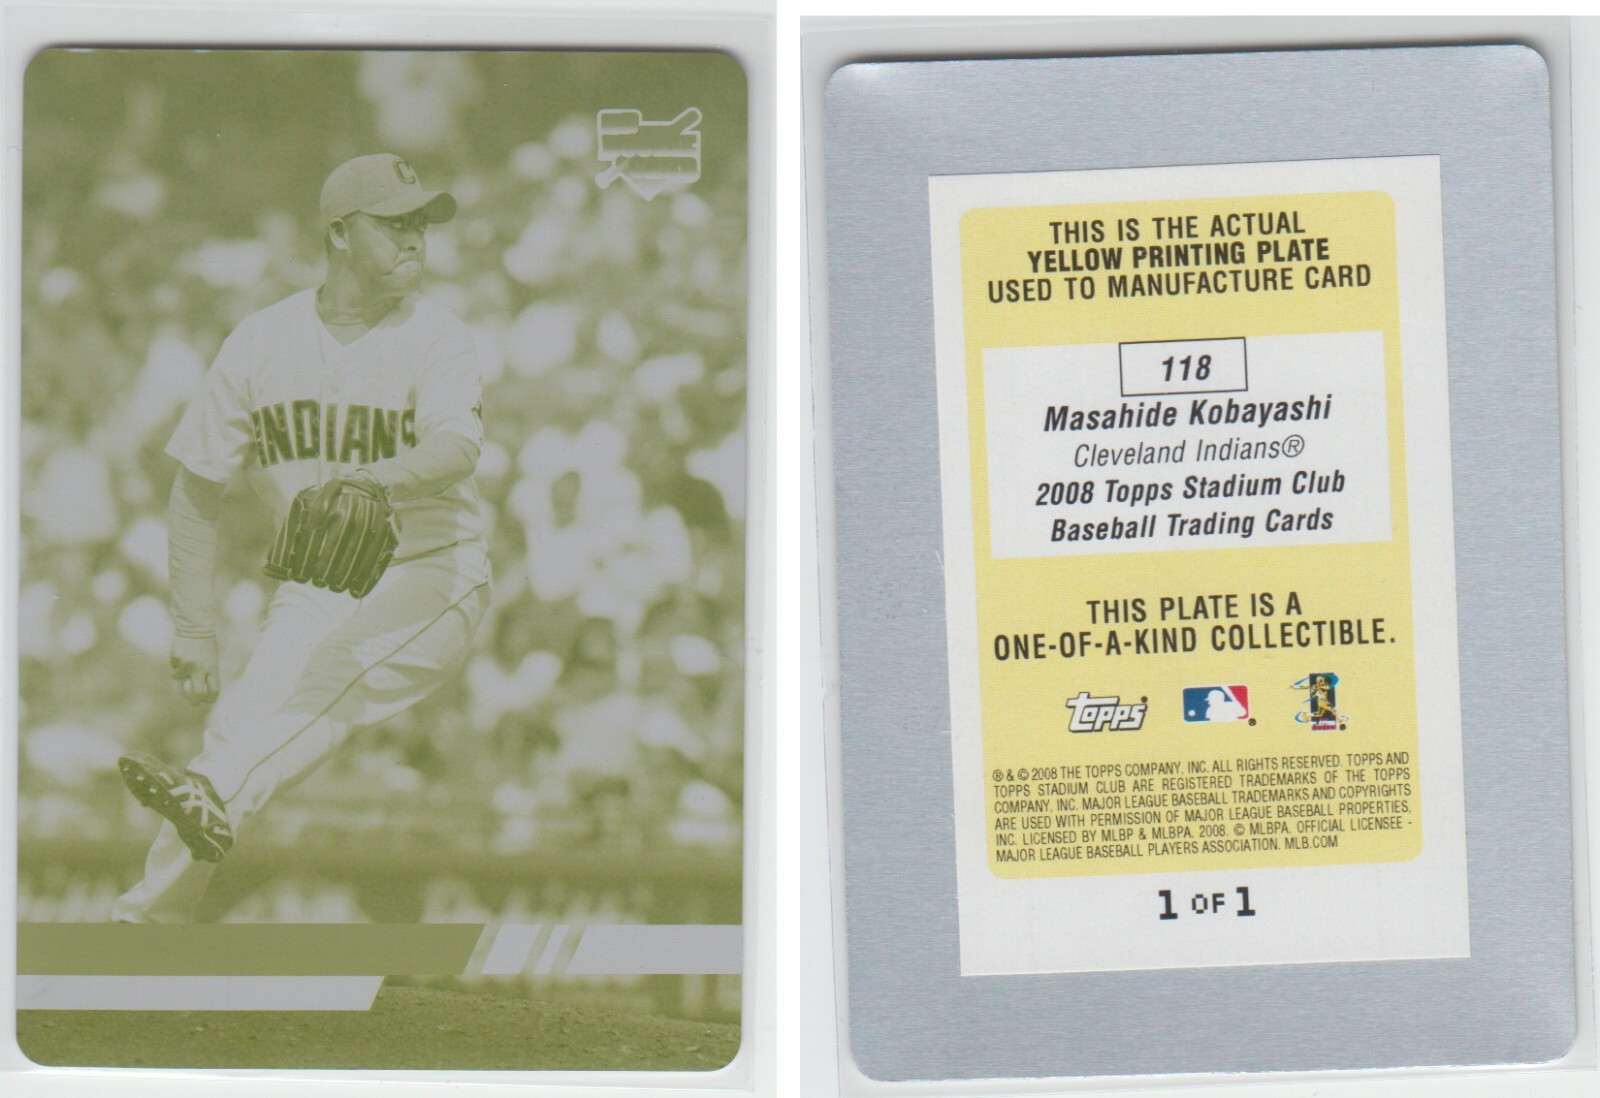 C
INDIANS
THIS IS THE ACTUAL
YELLOW PRINTING PLATE
USED TO MANUFACTURE CARD
118
Masahide Kobayashi
Cleveland Indians®
2008 Topps Stadium Club
Baseball Trading Cards
THIS PLATE IS A
ONE-OF-A-KIND COLLECTIBLE.
TOPPS
® & © 2008 THE TOPPS COMPANY, INC. ALL RIGHTS RESERVED. TOPPS AND
TOPPS STADIUM CLUB ARE REGISTERED TRADEMARKS OF THE TOPPS
COMPANY, INC. MAJOR LEAGUE BASEBALL TRADEMARKS AND COPYRIGHTS
ARE USED WITH PERMISSION OF MAJOR LEAGUE BASEBALL PROPERTIES,
INC. LICENSED BY MLBP & MLBPA, 2008. © MLBPA. OFFICIAL LICENSEE -
MAJOR LEAGUE BASEBALL PLAYERS ASSOCIATION. MLB.COM
1 OF 1